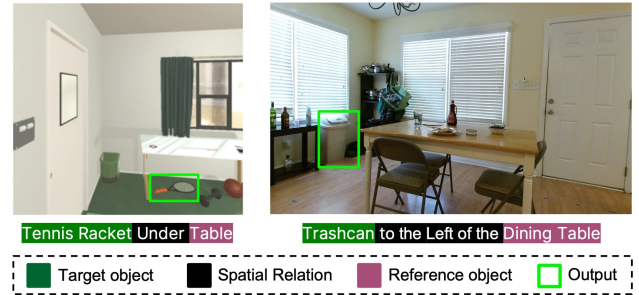 Tennis Racket Under Table
Trashcan to the Left of the Dining Table
Target object
Spatial Relation
Reference object
Output